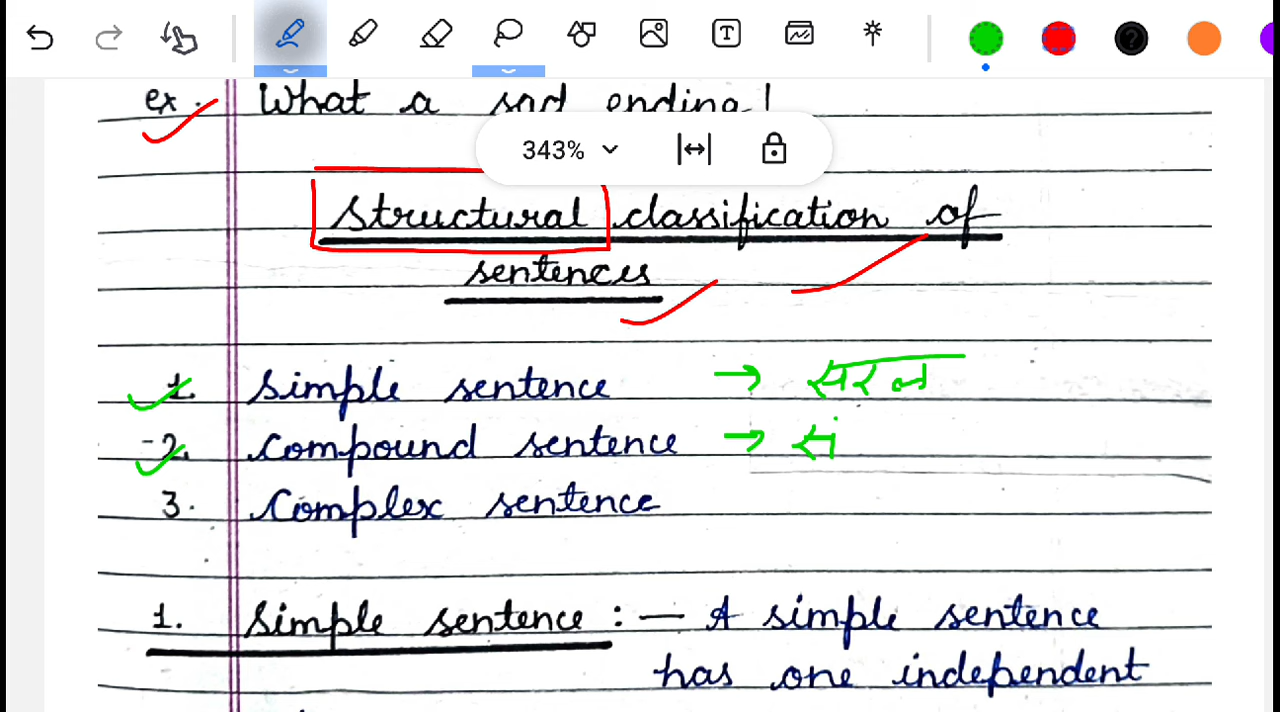 ex. What a sad ending!
343%
Structural classification of
sentences
1. Simple sentence → सरल
2. Compound sentence → सं
3. Complex sentence
1. Simple sentence : — A simple sentence
has one independent